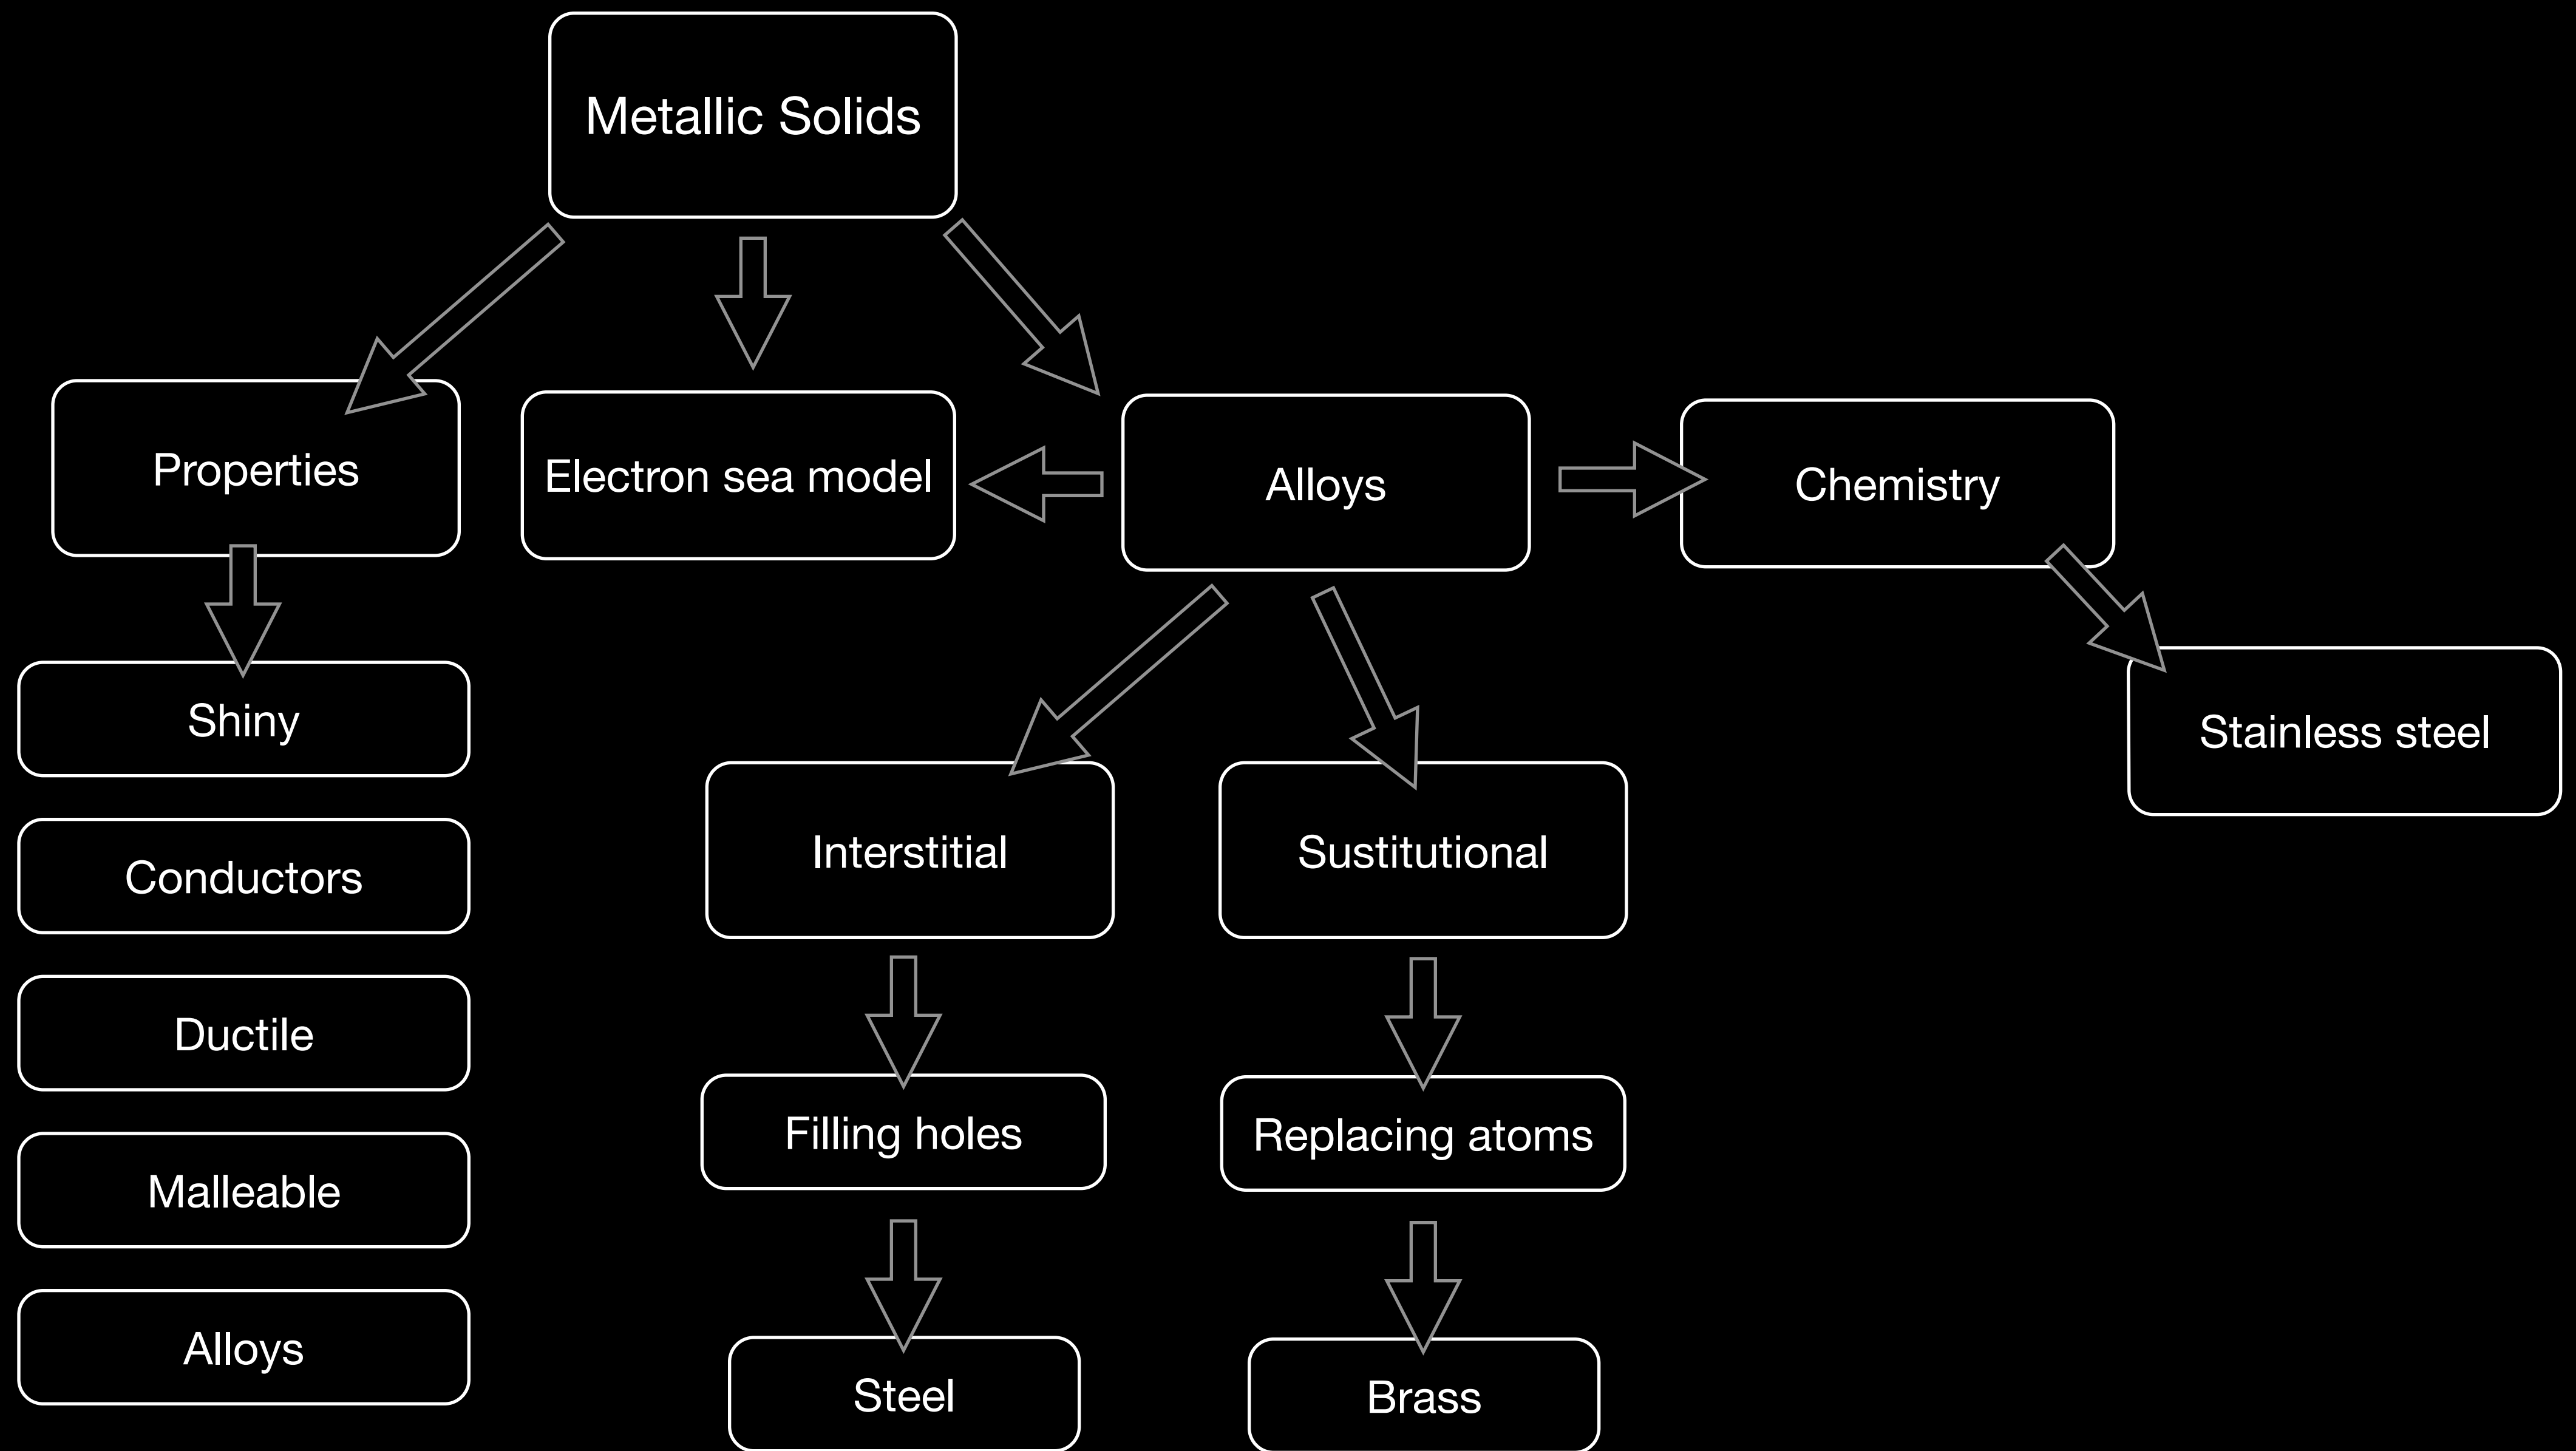 Metallic Solids
Properties
Electron sea model
Alloys
Chemistry
Shiny
Conductors
Ductile
Malleable
Alloys
Interstitial
Sustitutional
Stainless steel
Filling holes
Replacing atoms
Steel
Brass